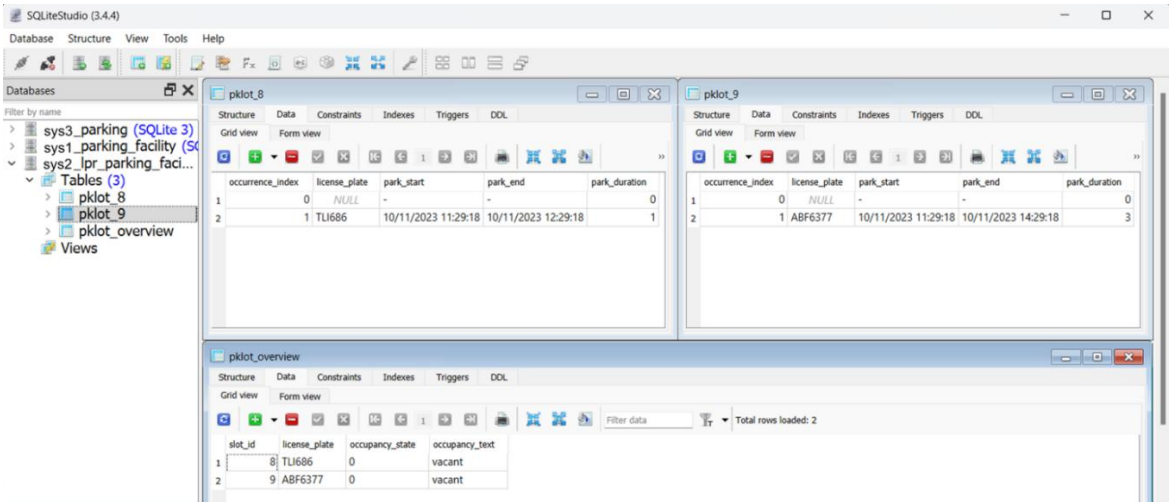 SQLiteStudio (3.4.4)
Database Structure View Tools Help
Databases
Filter by name
sys3_parking (SQLite 3)
sys1_parking_facility (SQ
sys2_lpr_parking_faci...
Tables (3)
pklot_8
pklot_9
pklot_overview
Views
pklot_8
Structure Data Constraints Indexes Triggers DDL
Grid view Form view
1
occurrence_index license_plate park_start park_end park_duration
1 0 NULL - - 0
2 1 TLI686 10/11/2023 11:29:18 10/11/2023 12:29:18 1
pklot_9
Structure Data Constraints Indexes Triggers DDL
Grid view Form view
1
occurrence_index license_plate park_start park_end park_duration
1 0 NULL - - 0
2 1 ABF6377 10/11/2023 11:29:18 10/11/2023 14:29:18 3
pklot_overview
Structure Data Constraints Indexes Triggers DDL
Grid view Form view
1 Filter data Total rows loaded: 2
slot_id license_plate occupancy_state occupancy_text
1 8 TLI686 0 vacant
2 9 ABF6377 0 vacant